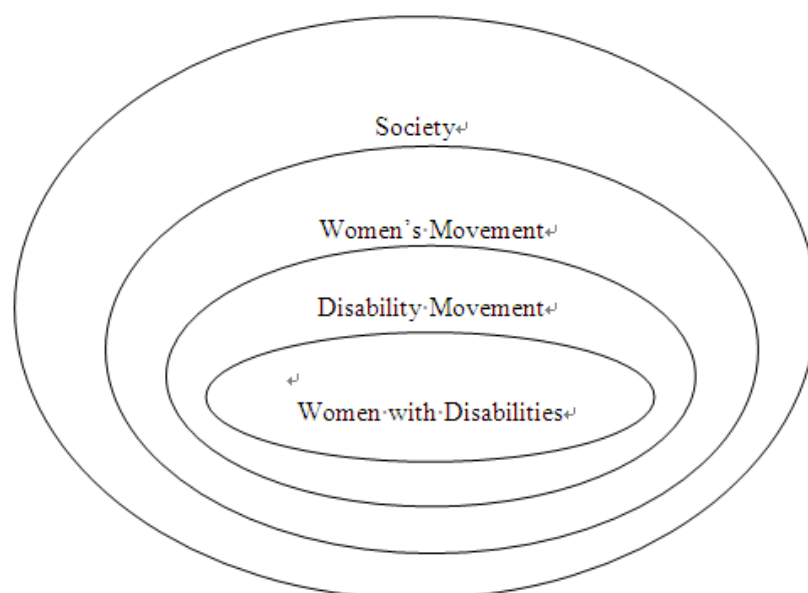 Society
Women's Movement
Disability Movement
Women with Disabilities